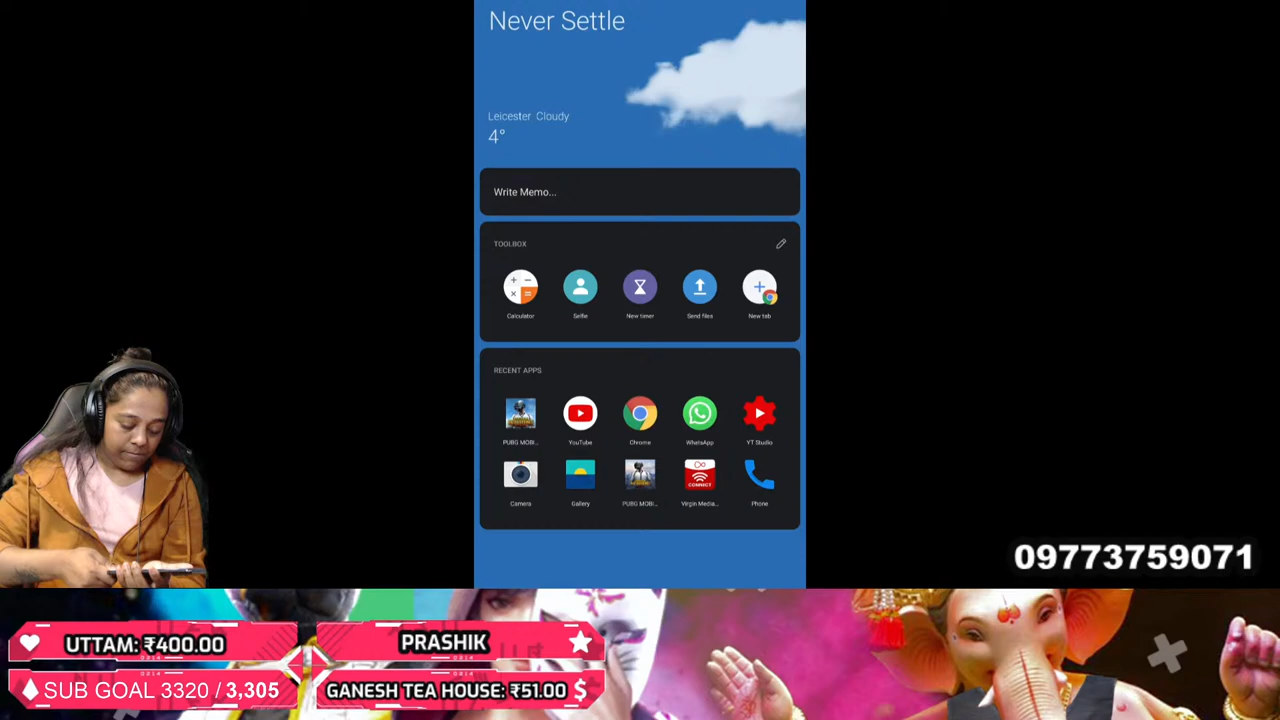 Never Settle
Leicester Cloudy
4°
Write Memo...
TOOLBOX
Calculator
Selfie
New timer
Send files
New tab
RECENT APPS
PUBG MOBI...
YouTube
Chrome
WhatsApp
YT Studio
Camera
Gallery
PUBG MOBI...
CONNECT
Virgin Media...
Phone
09773759071
UTTAM: ₹400.00
PRASHIK
SUB GOAL 3320 / 3,305
GANESH TEA HOUSE: ₹51.00